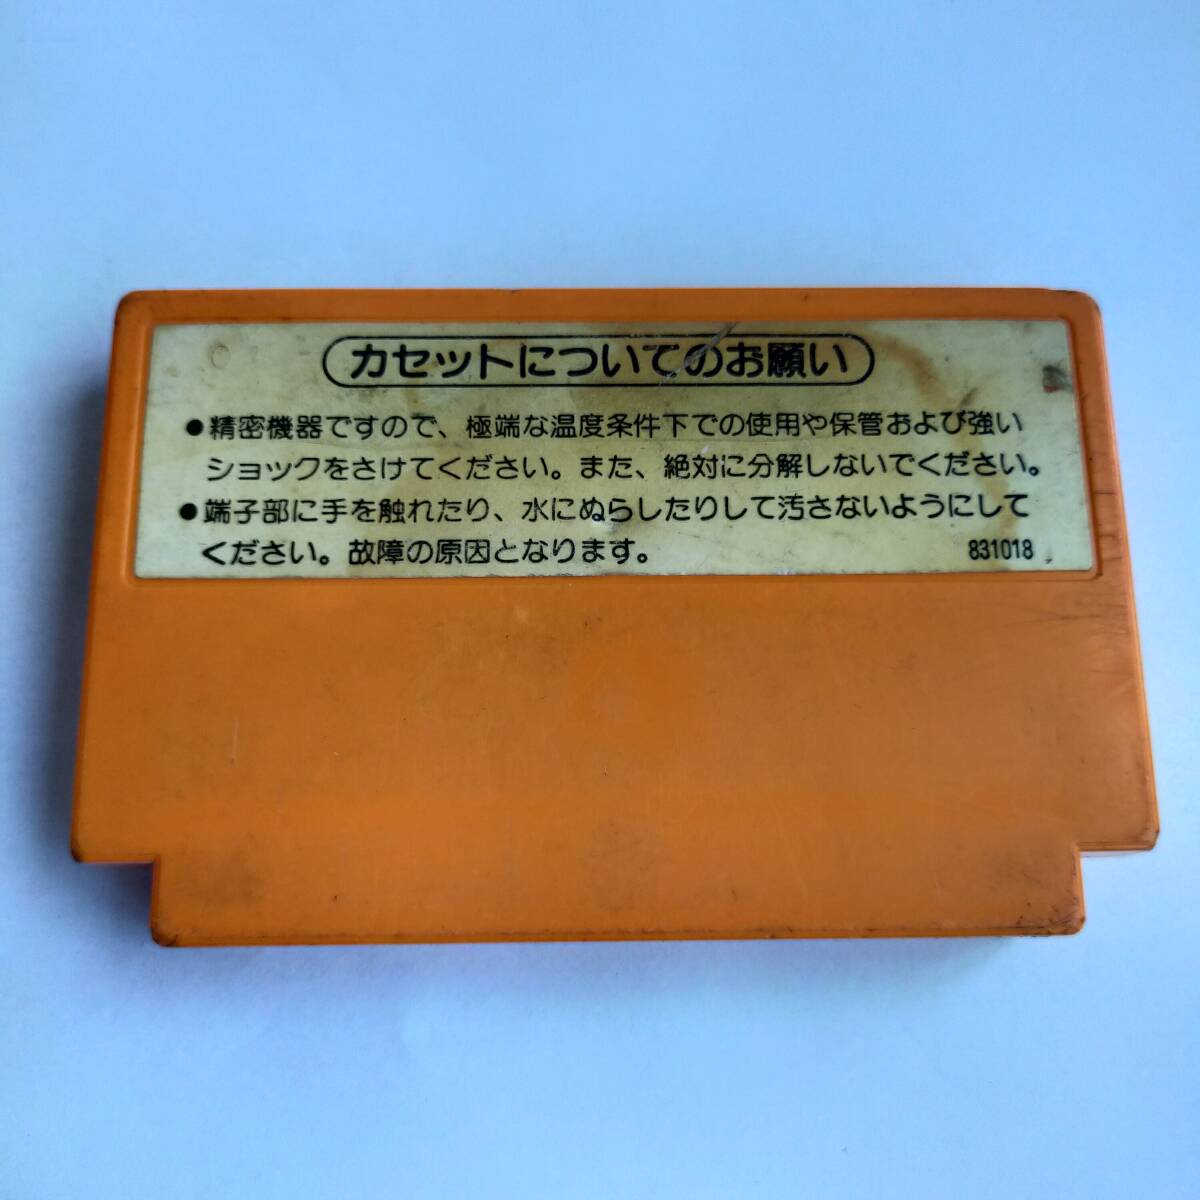 カセットについてのお願い
●精密機器ですので、極端な温度条件下での使用や保管および強い
ショックをさけてください。また、絶対に分解しないでください。
●端子部に手を触れたり、水にぬらしたりして汚さないようにして
ください。故障の原因となります。 831018